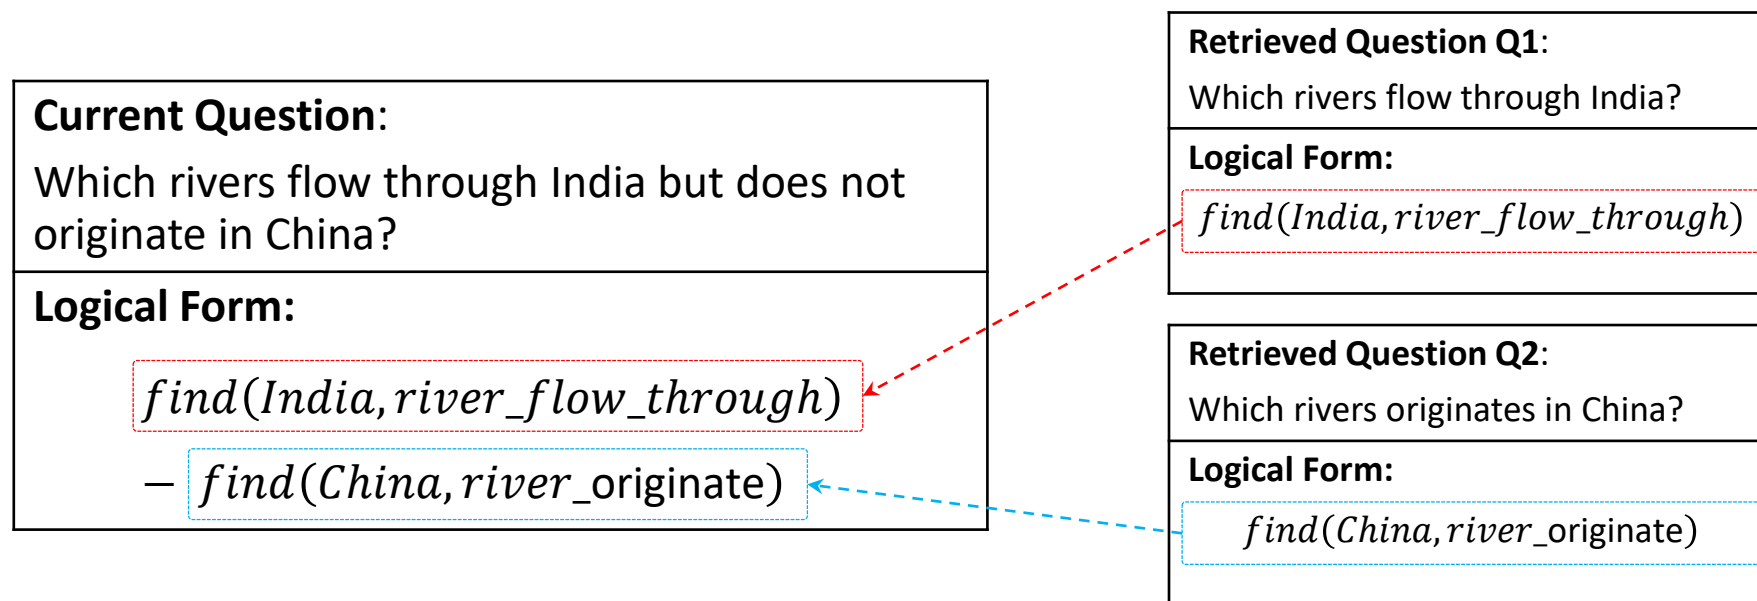 Current Question:
Which rivers flow through India but does not
originate in China?
Logical Form:
find(India,river_flow_through)
− find(China,river_originate)
Retrieved Question Q1:
Which rivers flow through India?
Logical Form:
find(India,river_flow_through)
Retrieved Question Q2:
Which rivers originates in China?
Logical Form:
find(China,river_originate)